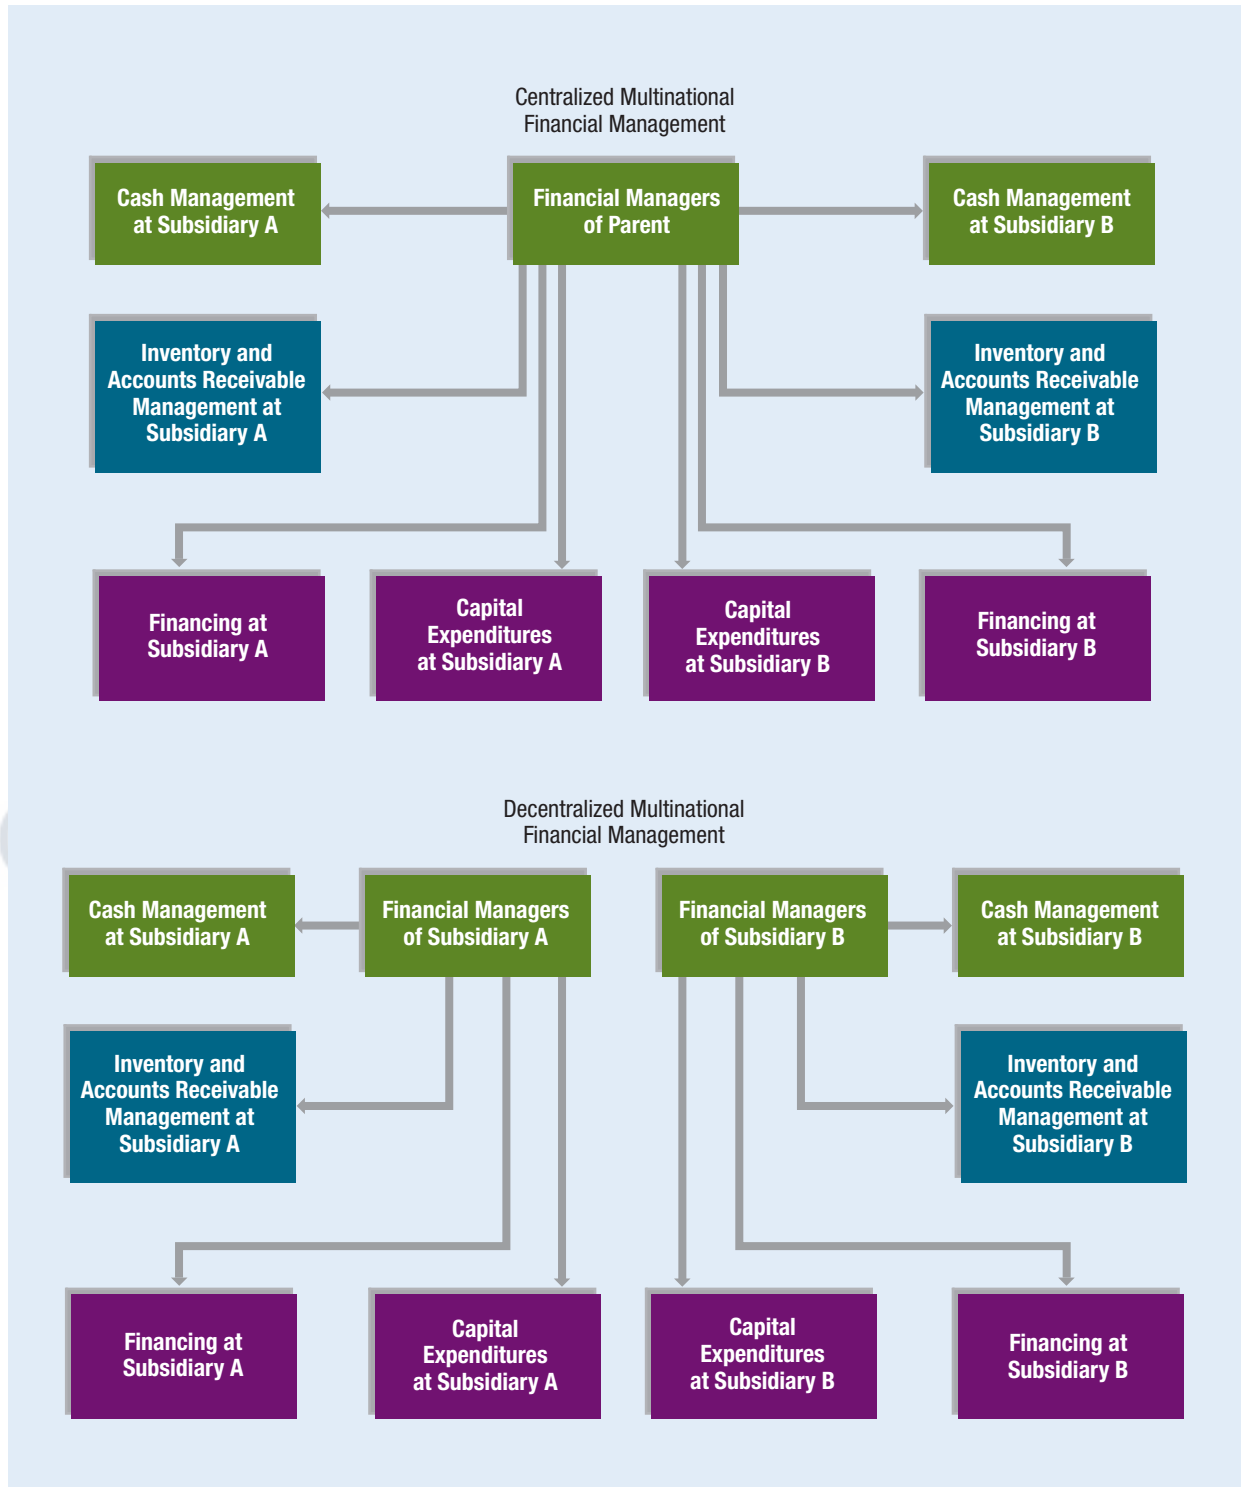 Centralized Multinational
Financial Management
Cash Management
at Subsidiary A
Financial Managers
of Parent
Cash Management
at Subsidiary B
Inventory and
Accounts Receivable
Management at
Subsidiary A
Inventory and
Accounts Receivable
Management at
Subsidiary B
Financing at
Subsidiary A
Capital
Expenditures
at Subsidiary A
Capital
Expenditures
at Subsidiary B
Financing at
Subsidiary B
Decentralized Multinational
Financial Management
Cash Management
at Subsidiary A
Financial Managers
of Subsidiary A
Financial Managers
of Subsidiary B
Cash Management
at Subsidiary B
Inventory and
Accounts Receivable
Management at
Subsidiary A
Inventory and
Accounts Receivable
Management at
Subsidiary B
Financing at
Subsidiary A
Capital
Expenditures
at Subsidiary A
Capital
Expenditures
at Subsidiary B
Financing at
Subsidiary B